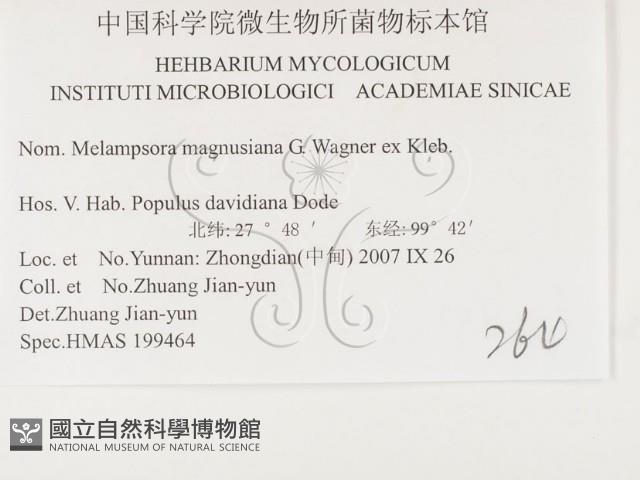 中国科学院微生物所菌物标本馆
HEHBARIUM MYCOLOGICUM
INSTITUTI MICROBIOLOGICI ACADEMIAE SINICAE
Nom. Melampsora magnusiana G. Wagner ex Kleb.
Hos. V. Hab. Populus davidiana Dode
北纬: 27 ° 48 ′ 东经: 99° 42′
Loc. et No.Yunnan: Zhongdian(中甸) 2007 IX 26
Coll. et No.Zhuang Jian-yun
Det.Zhuang Jian-yun
Spec.HMAS 199464
264
國立自然科學博物館
NATIONAL MUSEUM OF NATURAL SCIENCE